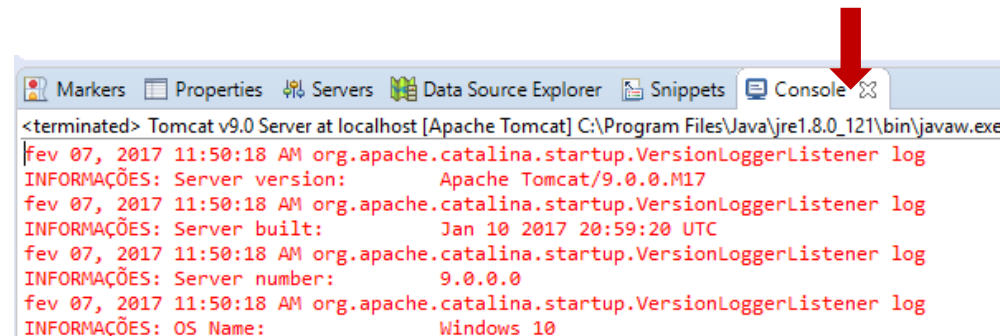 Markers Properties Servers Data Source Explorer Snippets Console
<terminated> Tomcat v9.0 Server at localhost [Apache Tomcat] C:\Program Files\Java\jre1.8.0_121\bin\javaw.exe
fev 07, 2017 11:50:18 AM org.apache.catalina.startup.VersionLoggerListener log
INFORMAÇÕES: Server version:        Apache Tomcat/9.0.0.M17
fev 07, 2017 11:50:18 AM org.apache.catalina.startup.VersionLoggerListener log
INFORMAÇÕES: Server built:          Jan 10 2017 20:59:20 UTC
fev 07, 2017 11:50:18 AM org.apache.catalina.startup.VersionLoggerListener log
INFORMAÇÕES: Server number:         9.0.0.0
fev 07, 2017 11:50:18 AM org.apache.catalina.startup.VersionLoggerListener log
INFORMAÇÕES: OS Name:               Windows 10